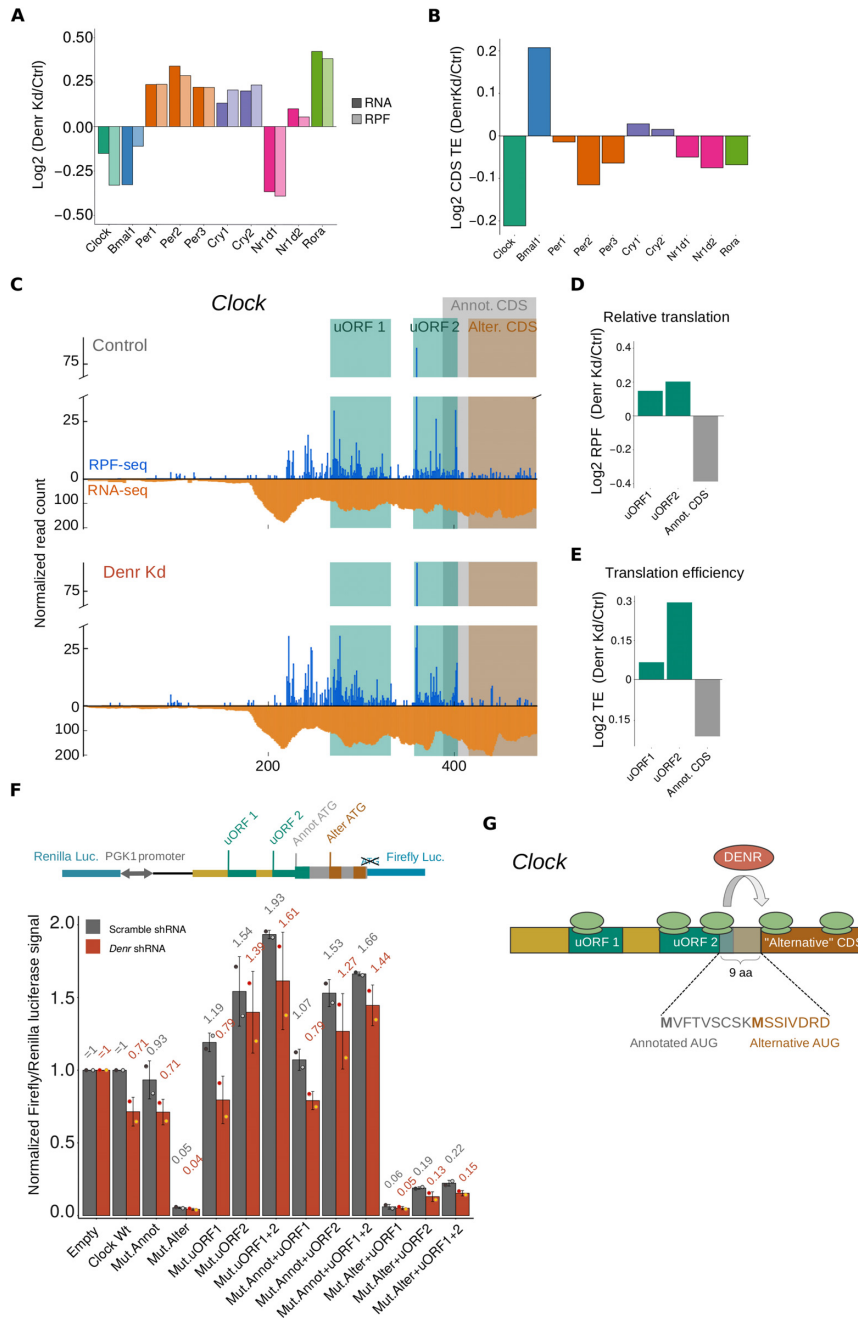 A
Log2 (Denr Kd/Ctrl)
0.50
0.25
0.00
−0.25
−0.50
RNA
RPF
Clock
Bmal1
Per1
Per2
Per3
Cry1
Cry2
Nr1d1
Nr1d2
Rora
B
Log2 CDS TE (DenrKd/Ctrl)
0.2
0.1
0
−0.1
−0.2
Clock
Bmal1
Per1
Per2
Per3
Cry1
Cry2
Nr1d1
Nr1d2
Rora
C
Clock
Annot. CDS
uORF 1
uORF 2
Alter. CDS
Control
75
25
RPF-seq
0
RNA-seq
100
200
Normalized read count
Denr Kd
75
25
0
100
200
200
400
D
Relative translation
Log2 RPF (Denr Kd/Ctrl)
0.4
0.2
0
−0.2
−0.4
uORF1
uORF2
Annot. CDS
E
Translation efficiency
Log2 TE (Denr Kd/Ctrl)
0.3
0.15
0
0.15
uORF1
uORF2
Annot. CDS
F
uORF 1
uORF 2
Annot ATG
Alter ATG
Renilla Luc.
PGK1 promoter
Firefly Luc.
Normalized Firefly/Renilla luciferase signal
2.0
1.5
1.0
0.5
0.0
Scramble shRNA
Denr shRNA
=1
=1
=1
0.71
0.93
0.71
0.05
0.04
1.19
0.79
1.54
1.39
1.93
1.61
1.07
0.79
1.53
1.27
1.66
1.44
0.06
0.05
0.19
0.13
0.22
0.15
Empty
Clock Wt
Mut.Annot
Mut.Alter
Mut.uORF1
Mut.uORF2
Mut.uORF1+2
Mut.Annot+uORF1
Mut.Annot+uORF2
Mut.Annot+uORF1+2
Mut.Alter+uORF1
Mut.Alter+uORF2
Mut.Alter+uORF1+2
G
Clock
DENR
uORF 1
uORF 2
"Alternative" CDS
9 aa
MVFTVSCSKMSSIVDRD
Annotated AUG
Alternative AUG